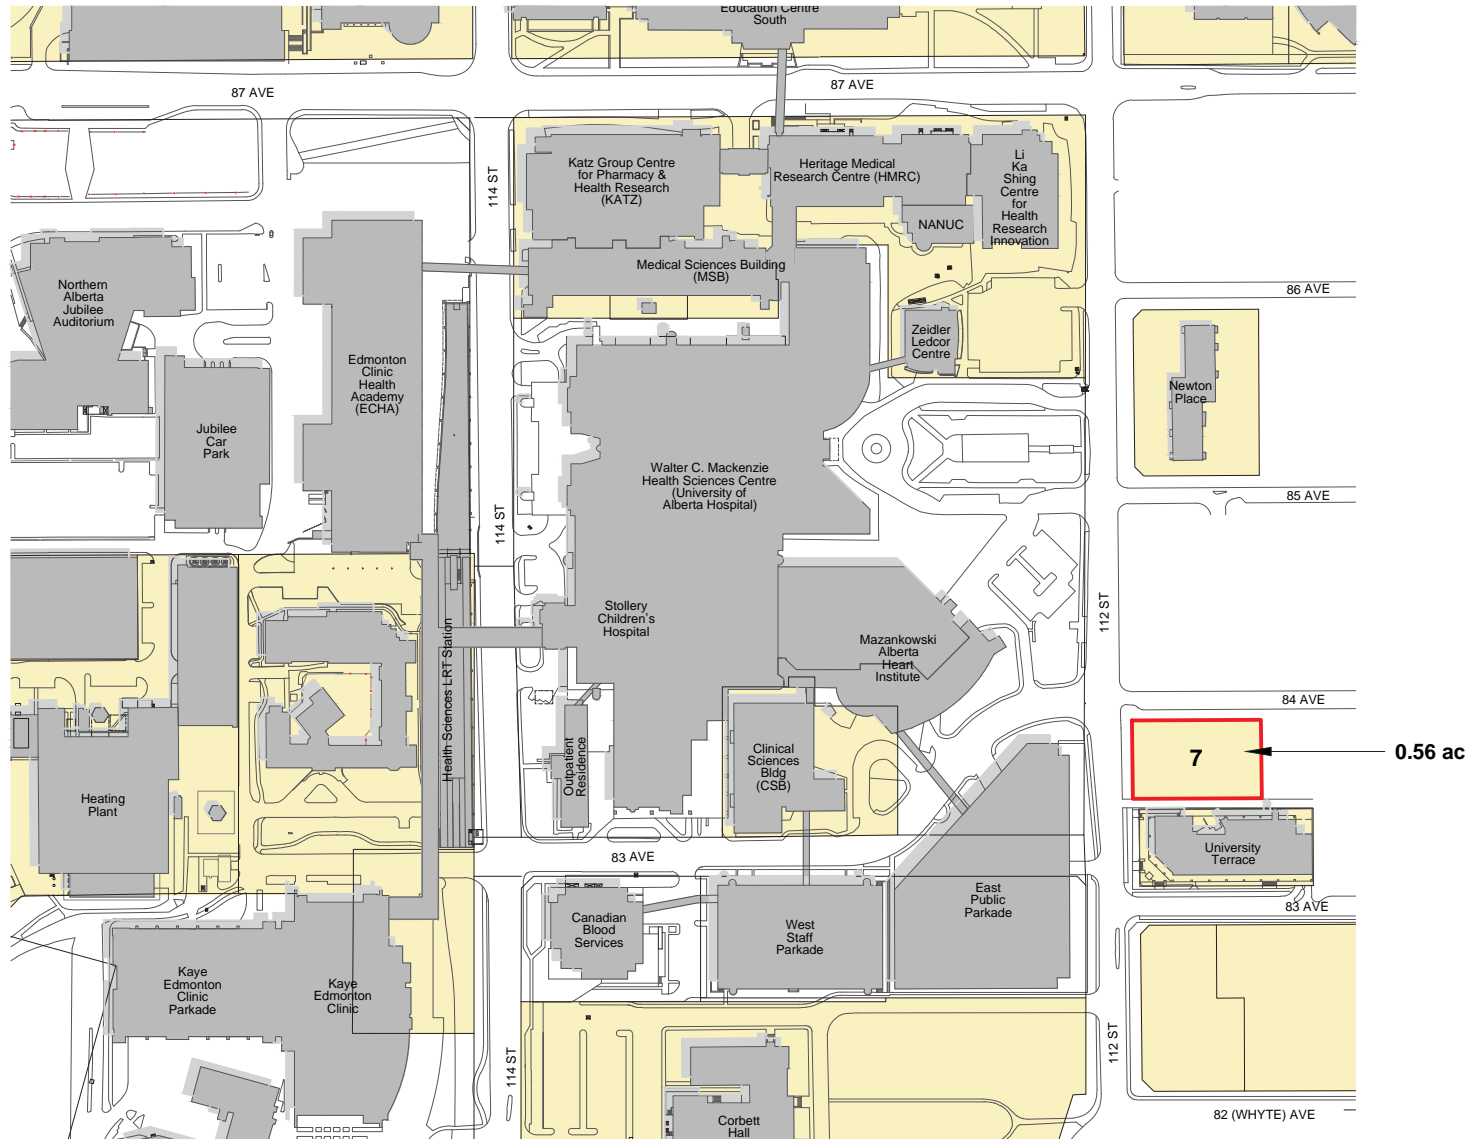 Education Centre
South
87 AVE
87 AVE
114 ST
Katz Group Centre
for Pharmacy &
Health Research
(KATZ)
Heritage Medical
Research Centre (HMRC)
Li
Ka
Shing
Centre
for
Health
Research
Innovation
NANUC
Medical Sciences Building
(MSB)
Northern
Alberta
Jubilee
Auditorium
86 AVE
Zeidler
Ledcor
Centre
Edmonton
Clinic
Health
Academy
(ECHA)
Newton
Place
Jubilee
Car
Park
Walter C. Mackenzie
Health Sciences Centre
(University of
Alberta Hospital)
85 AVE
114 ST
Stollery
Children's
Hospital
112 ST
Mazankowski
Alberta
Heart
Institute
Health Sciences LRT Station
84 AVE
Outpatient
Residence
Clinical
Sciences
Bldg
(CSB)
7
0.56 ac
Heating
Plant
University
Terrace
83 AVE
83 AVE
East
Public
Parkade
Canadian
Blood
Services
West
Staff
Parkade
Kaye
Edmonton
Clinic
Parkade
Kaye
Edmonton
Clinic
114 ST
112 ST
Corbett
Hall
82 (WHYTE) AVE